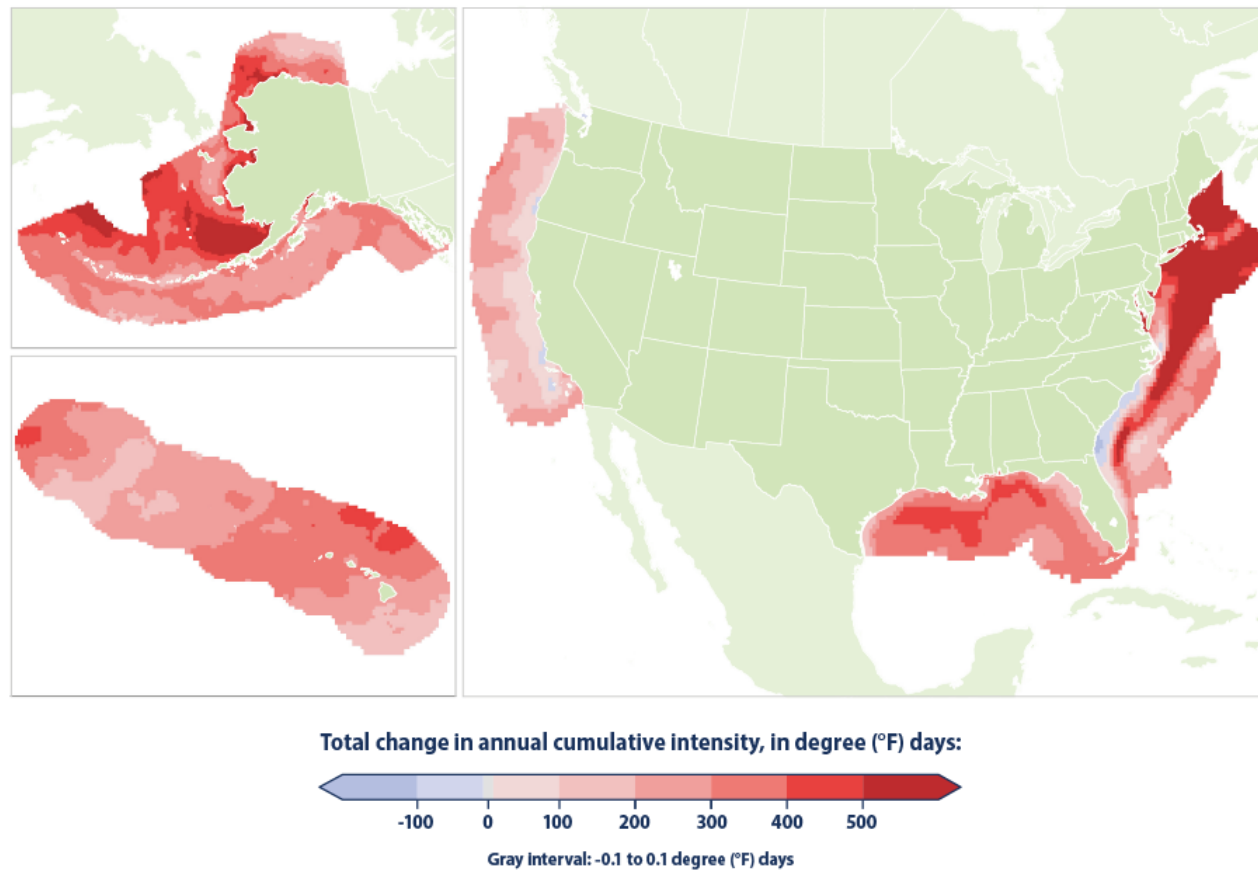 Total change in annual cumulative intensity, in degree (°F) days:
-100 0 100 200 300 400 500
Gray interval: -0.1 to 0.1 degree (°F) days